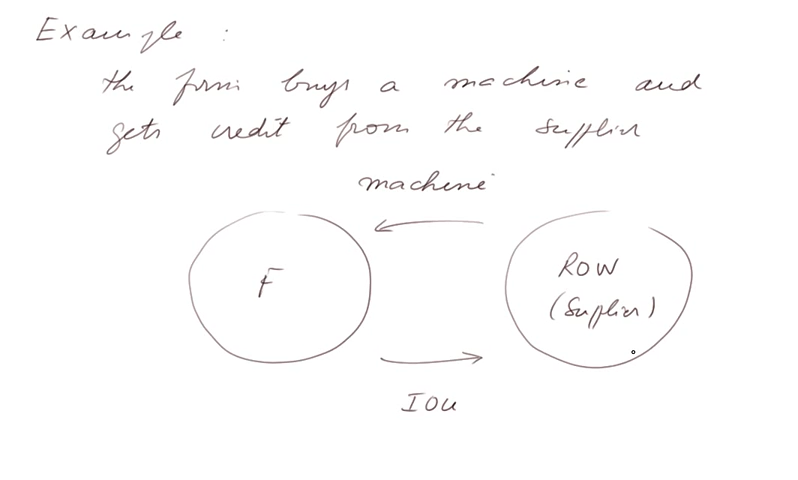 Example :
the firm buys a machine and
gets credit from the supplier
machine
F
ROW
(Supplier)
IOU